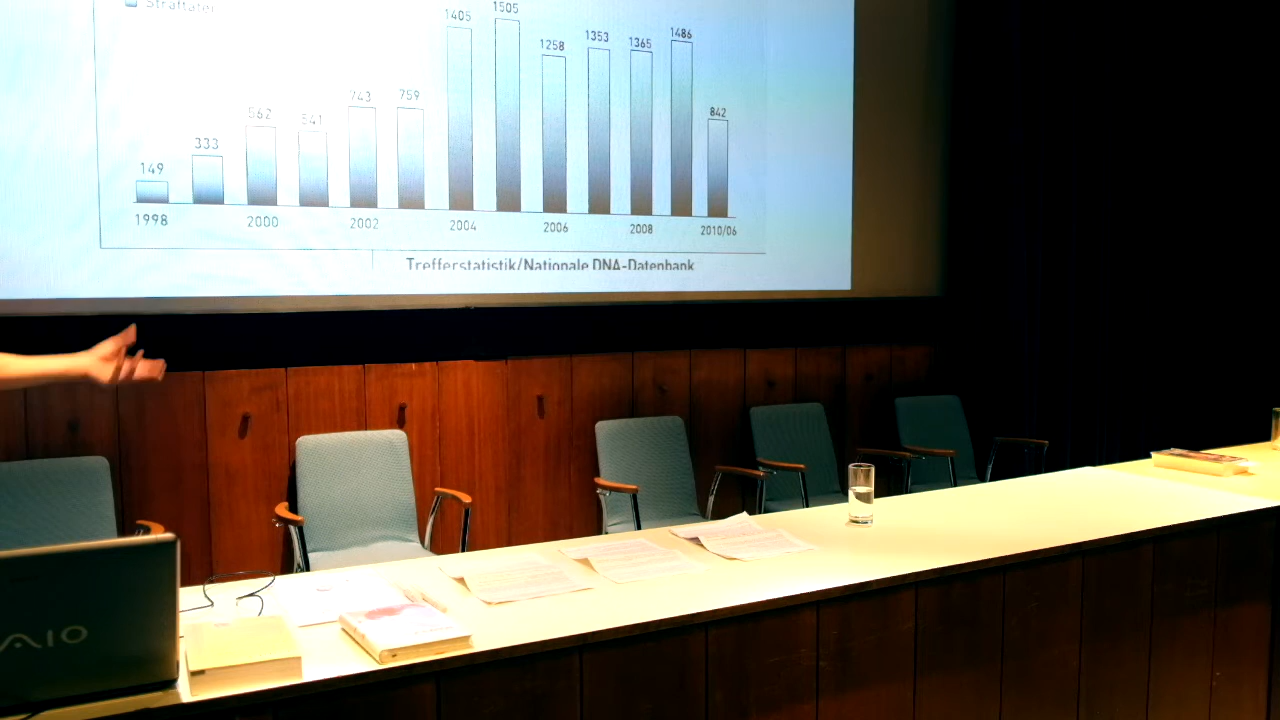 Straftäter
1405 1505 1258 1353 1365 1486
149 333 562 541 743 759 842
1998 2000 2002 2004 2006 2008 2010/06
Trefferstatistik/Nationale DNA-Datenbank
VAIO